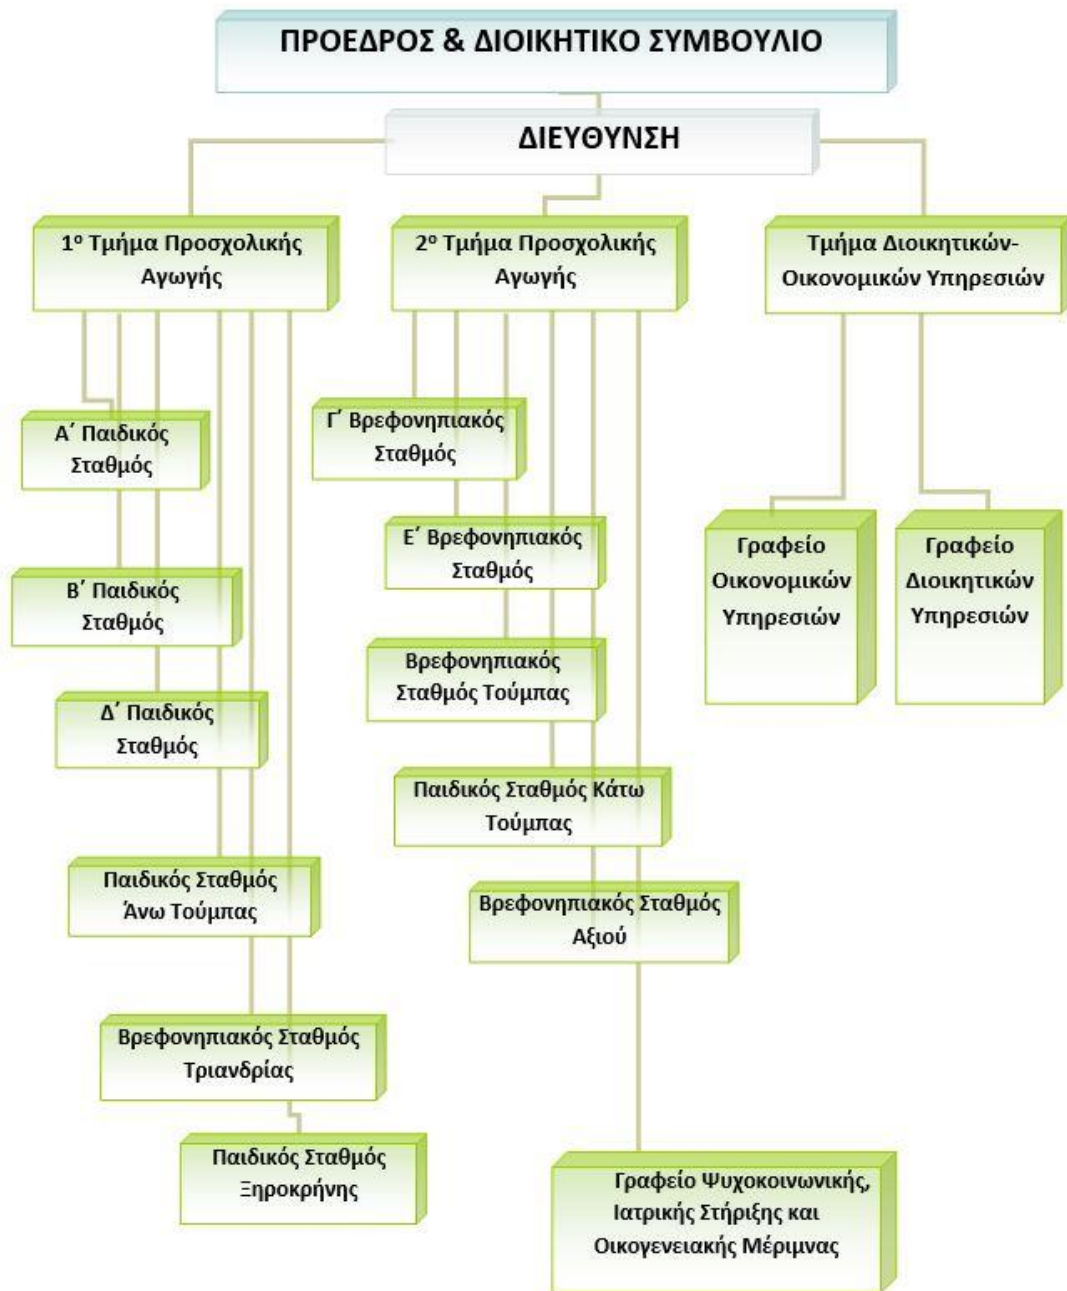 ΠΡΟΕΔΡΟΣ & ΔΙΟΙΚΗΤΙΚΟ ΣΥΜΒΟΥΛΙΟ
ΔΙΕΥΘΥΝΣΗ
1ο Τμήμα Προσχολικής
Αγωγής
2ο Τμήμα Προσχολικής
Αγωγής
Τμήμα Διοικητικών-
Οικονομικών Υπηρεσιών
Α΄ Παιδικός
Σταθμός
Β΄ Παιδικός
Σταθμός
Δ΄ Παιδικός
Σταθμός
Παιδικός Σταθμός
Άνω Τούμπας
Βρεφονηπιακός Σταθμός
Τριανδρίας
Παιδικός Σταθμός
Ξηροκρήνης
Γ΄ Βρεφονηπιακός
Σταθμός
Ε΄ Βρεφονηπιακός
Σταθμός
Βρεφονηπιακός
Σταθμός Τούμπας
Παιδικός Σταθμός Κάτω
Τούμπας
Βρεφονηπιακός Σταθμός
Αξιού
Γραφείο Ψυχοκοινωνικής,
Ιατρικής Στήριξης και
Οικογενειακής Μέριμνας
Γραφείο
Οικονομικών
Υπηρεσιών
Γραφείο
Διοικητικών
Υπηρεσιών